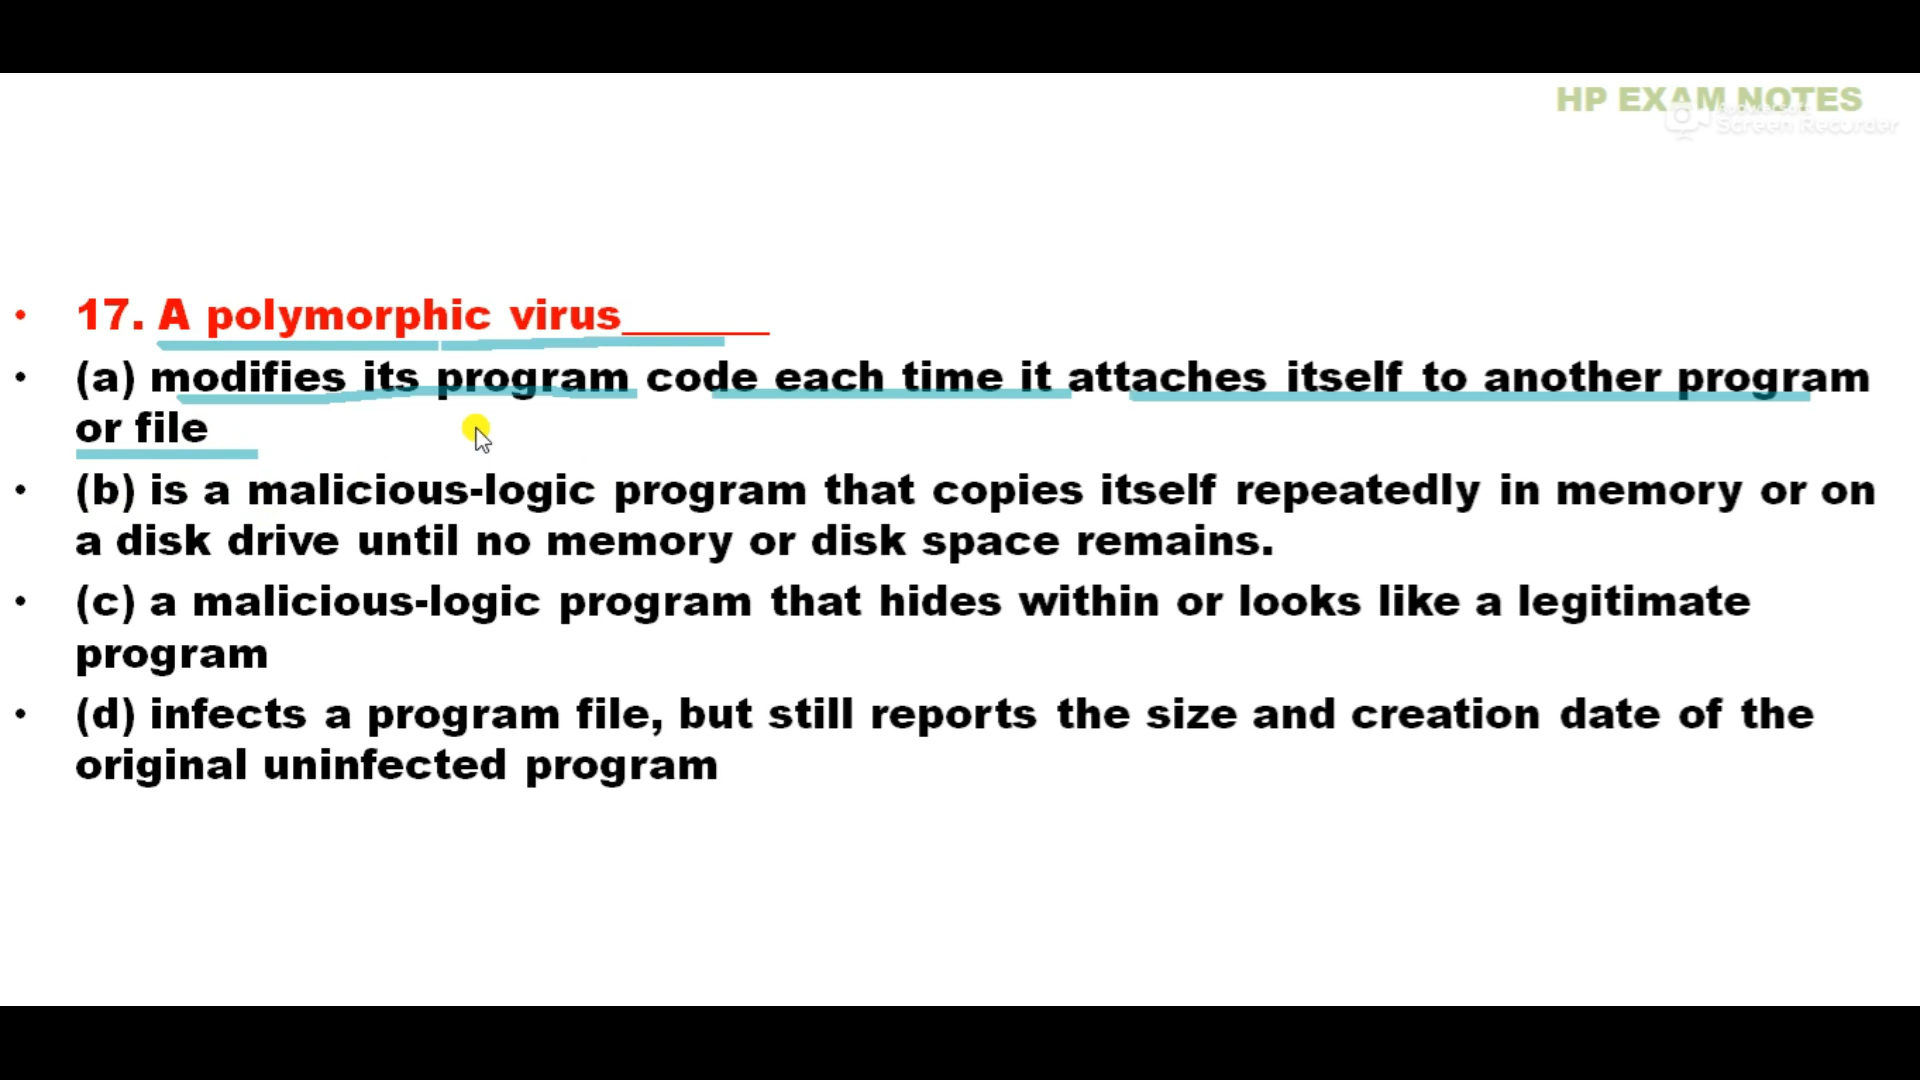 HP EXAM NOTES
Screen Recorder
• 17. A polymorphic virus______
• (a) modifies its program code each time it attaches itself to another program
or file
• (b) is a malicious-logic program that copies itself repeatedly in memory or on
a disk drive until no memory or disk space remains.
• (c) a malicious-logic program that hides within or looks like a legitimate
program
• (d) infects a program file, but still reports the size and creation date of the
original uninfected program